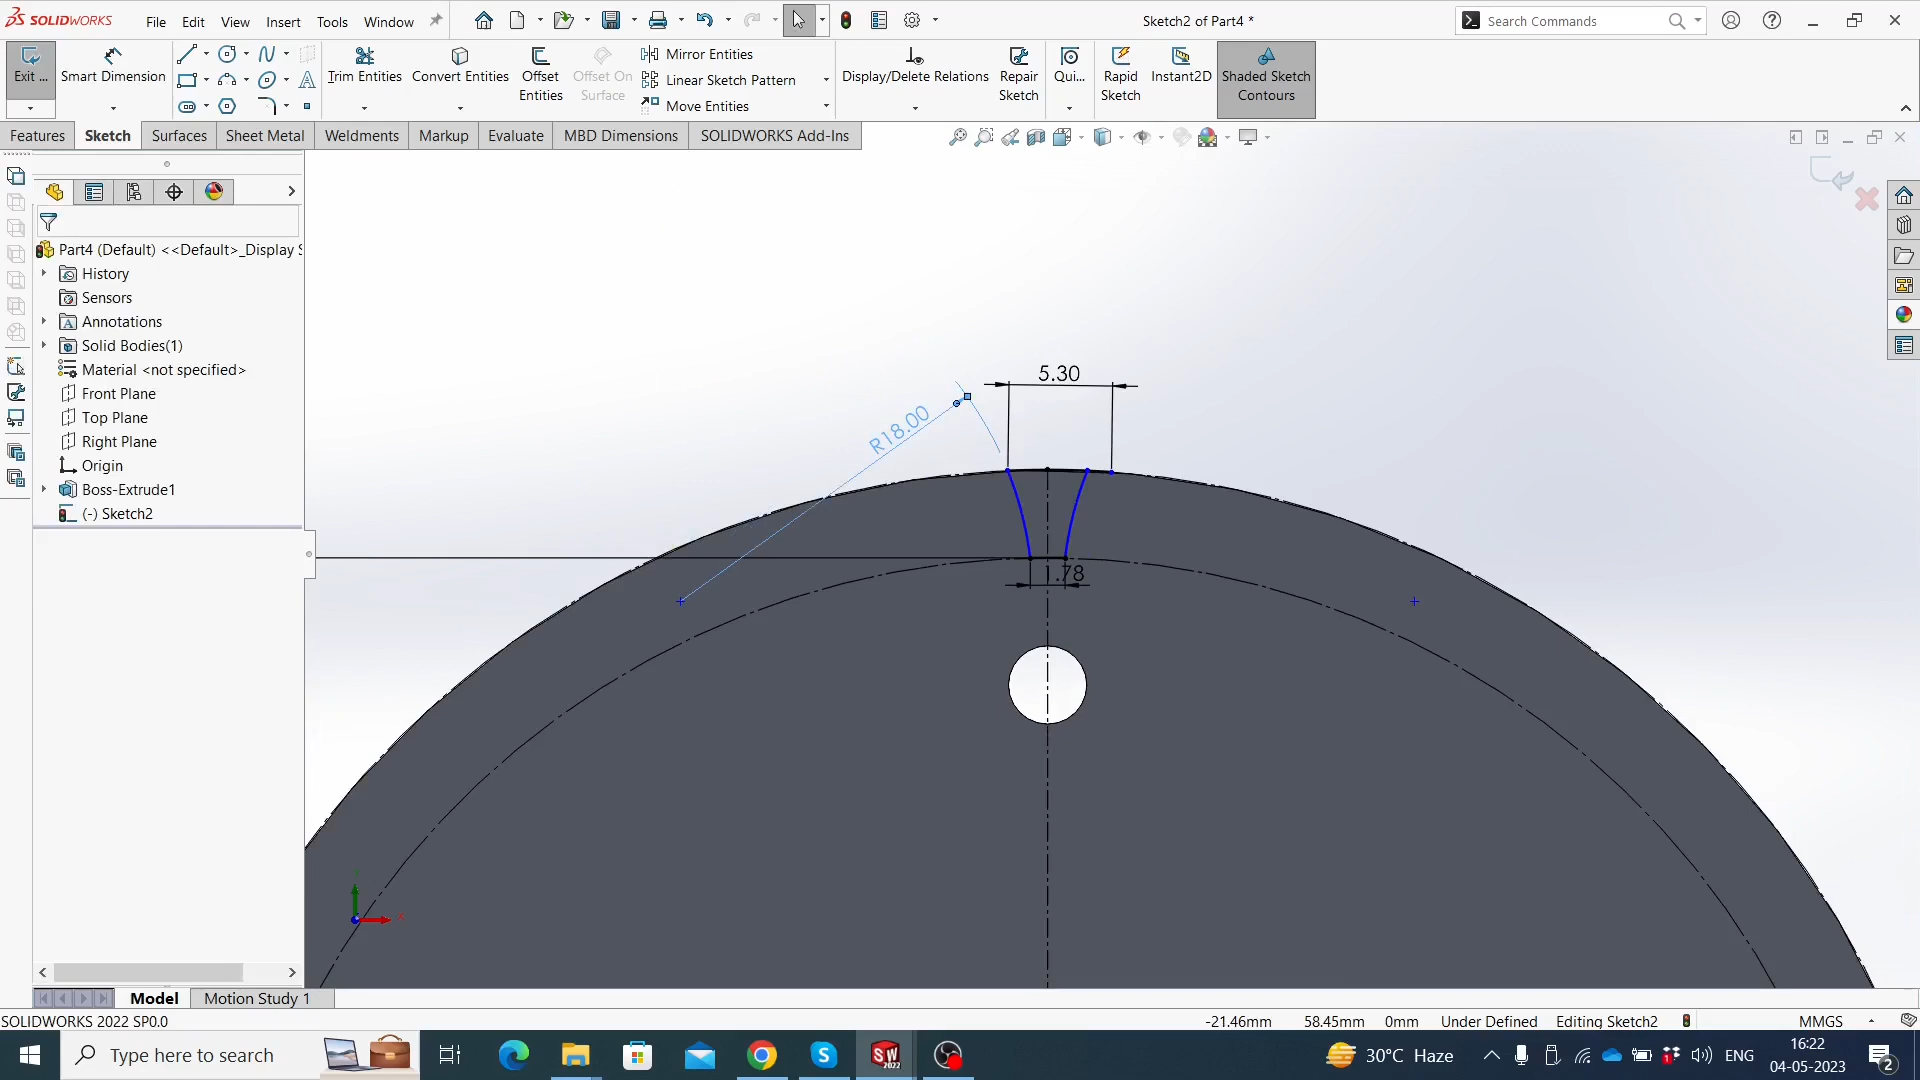 SOLIDWORKS File Edit View Insert Tools Window Sketch2 of Part4 * Search Commands
Exit ... Smart Dimension Trim Entities Convert Entities Offset Entities Offset On Surface Mirror Entities Linear Sketch Pattern Move Entities Display/Delete Relations Repair Sketch Qui... Rapid Sketch Instant2D Shaded Sketch Contours
Features Sketch Surfaces Sheet Metal Weldments Markup Evaluate MBD Dimensions SOLIDWORKS Add-Ins
Part4 (Default) <<Default>_Display S
History
Sensors
Annotations
Solid Bodies(1)
Material <not specified>
Front Plane
Top Plane
Right Plane
Origin
Boss-Extrude1
(-) Sketch2
5.30
R18.00
1.78
Model Motion Study 1
SOLIDWORKS 2022 SP0.0 -21.46mm 58.45mm 0mm Under Defined Editing Sketch2 MMGS
Type here to search 30°C Haze ENG 16:22
04-05-2023 2